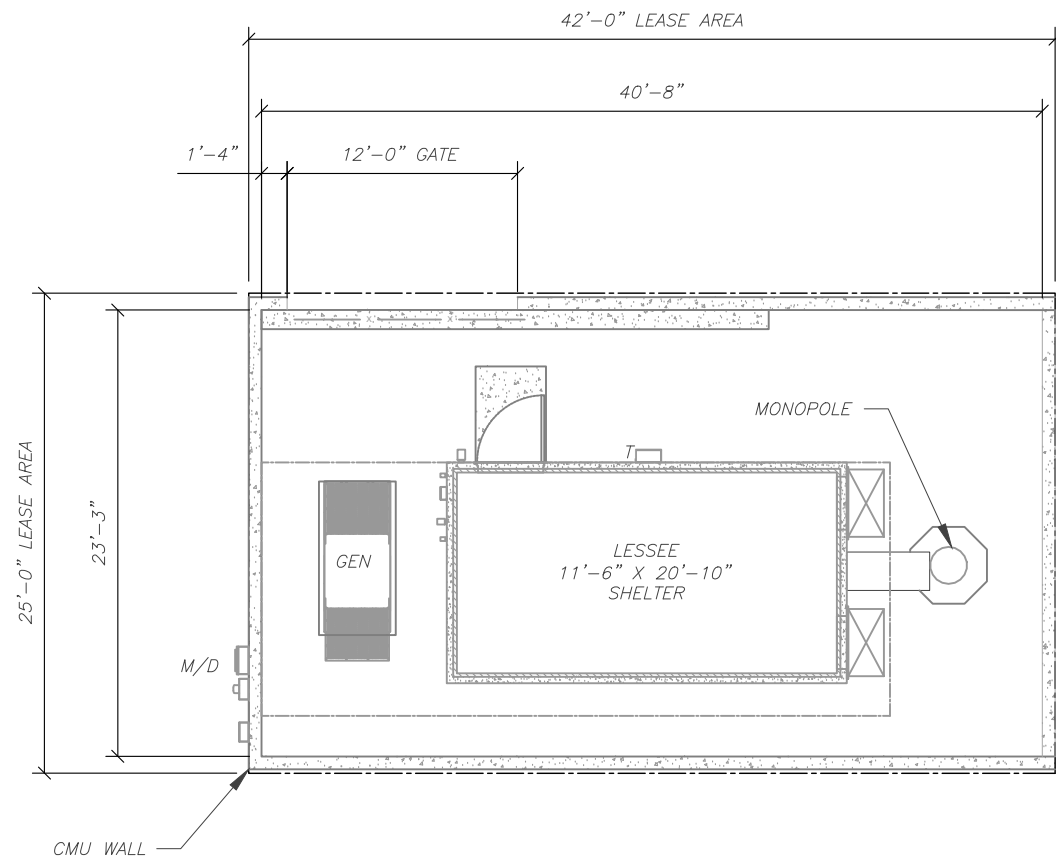 42'-0" LEASE AREA
40'-8"
1'-4"
12'-0" GATE
25'-0" LEASE AREA
23'-3"
MONOPOLE
T
GEN
LESSEE
11'-6" X 20'-10"
SHELTER
M/D
CMU WALL